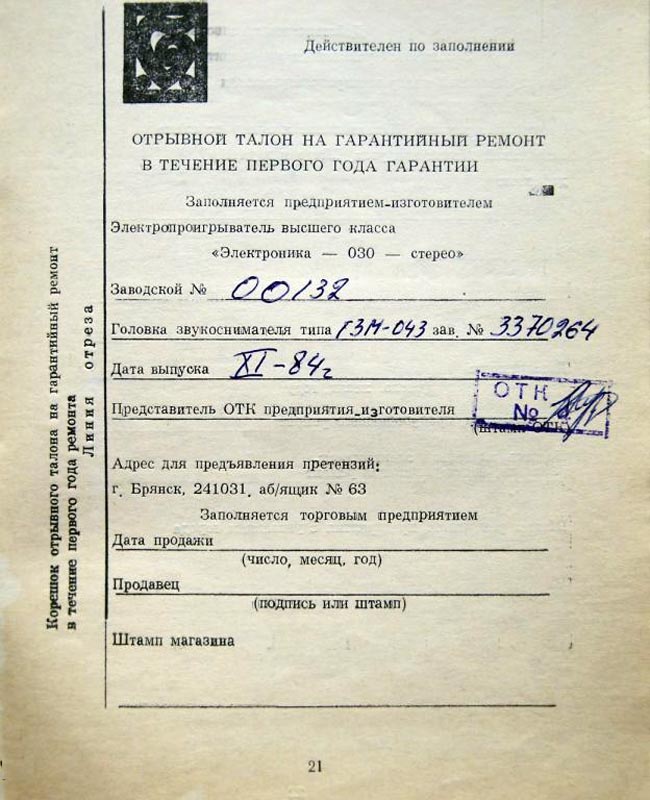 Действителен по заполнении
ОТРЫВНОЙ ТАЛОН НА ГАРАНТИЙНЫЙ РЕМОНТ
В ТЕЧЕНИЕ ПЕРВОГО ГОДА ГАРАНТИИ
Заполняется предприятием-изготовителем
Электропроигрыватель высшего класса
«Электроника — 030 — стерео»
Заводской № 00132
Головка звукоснимателя типа ГЗМ-043 зав. № 3370264
Дата выпуска XI-84г
ОТК
№
Представитель ОТК предприятия-изготовителя
(штамп ОТК)
Адрес для предъявления претензий:
г. Брянск, 241031, аб/ящик № 63
Заполняется торговым предприятием
Дата продажи
(число, месяц, год)
Продавец
(подпись или штамп)
Штамп магазина
21
Корешок отрывного талона на гарантийный ремонт
в течение первого года ремонта
Линия отреза